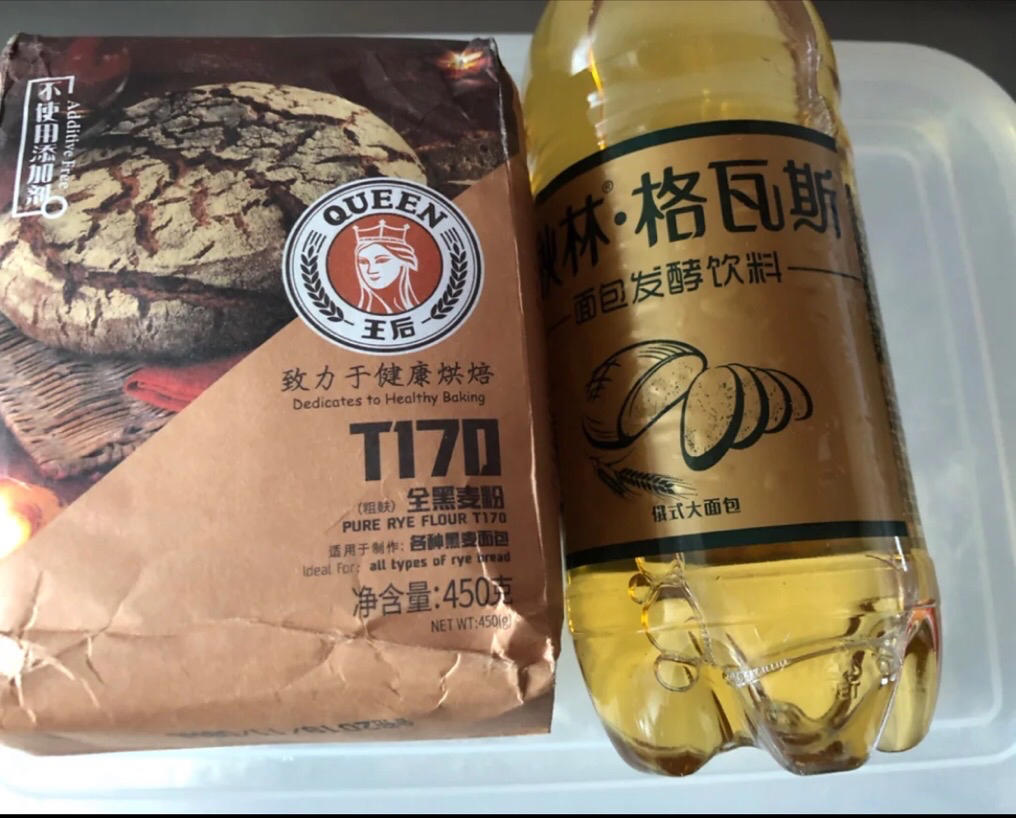 不使用添加剂
Additive Free
QUEEN
王后
致力于健康烘焙
Dedicates to Healthy Baking
T170
(粗麸) 全黑麦粉
PURE RYE FLOUR T170
适用于制作: 各种黑麦面包
Ideal For: all types of rye bread
净含量:450克
NET WT:450(g)
秋林®·格瓦斯
面包发酵饮料
俄式大面包